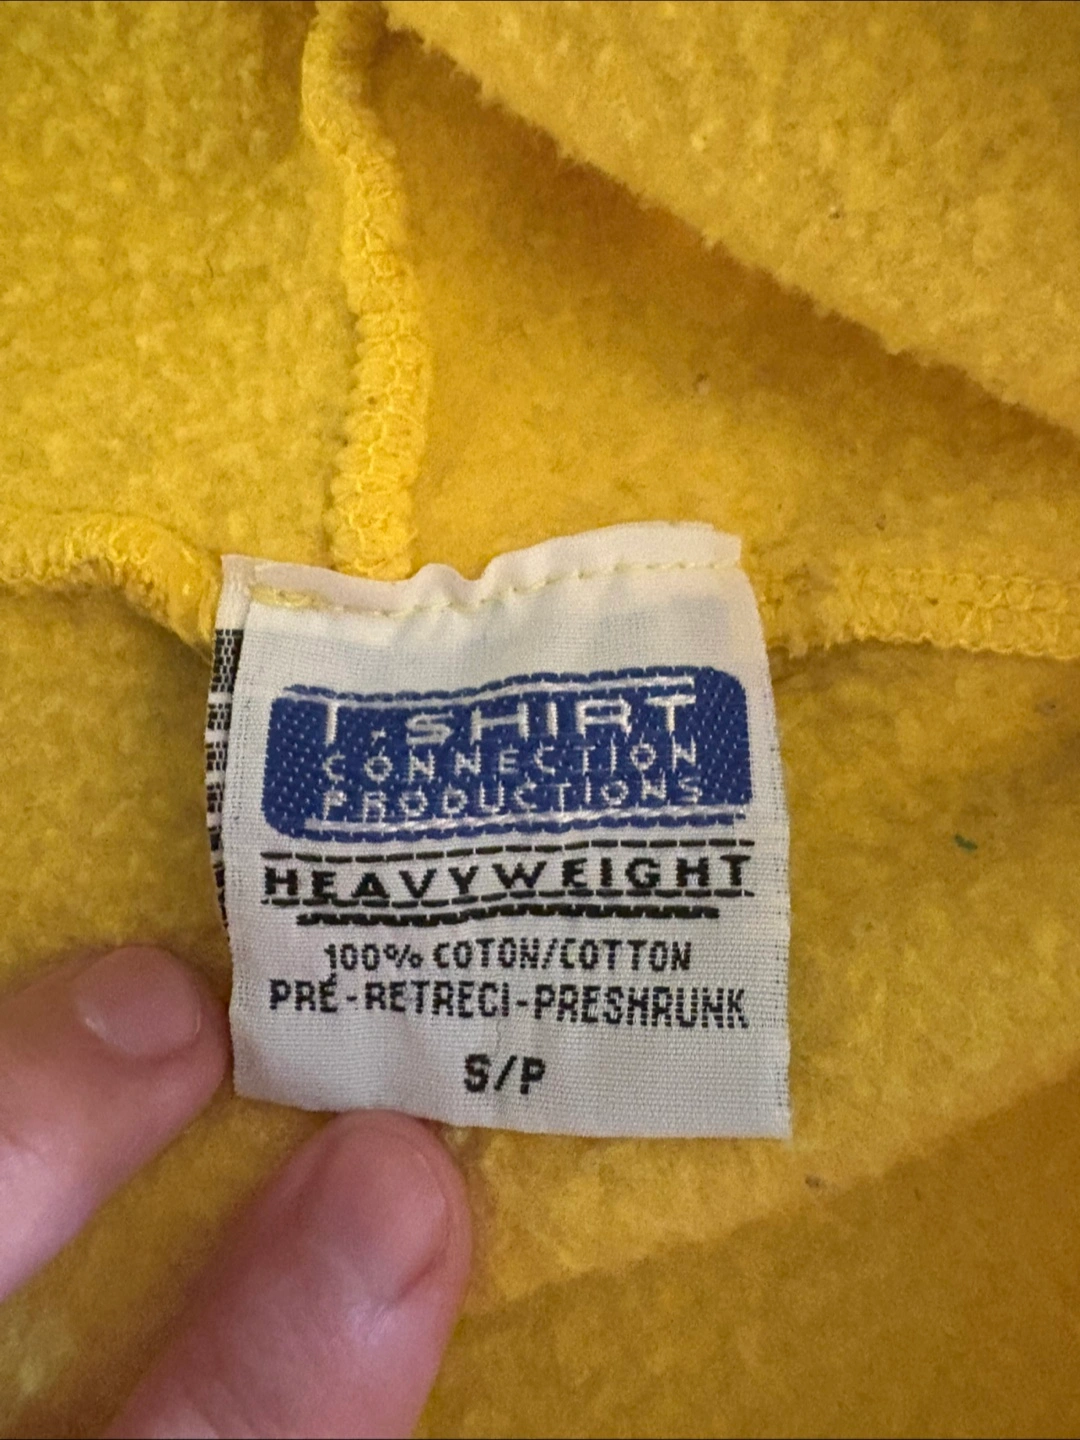 T-SHIRT
CONNECTION
PRODUCTIONS
HEAVYWEIGHT
100% COTON/COTTON
PRÉ-RETRECI-PRESHRUNK
S/P